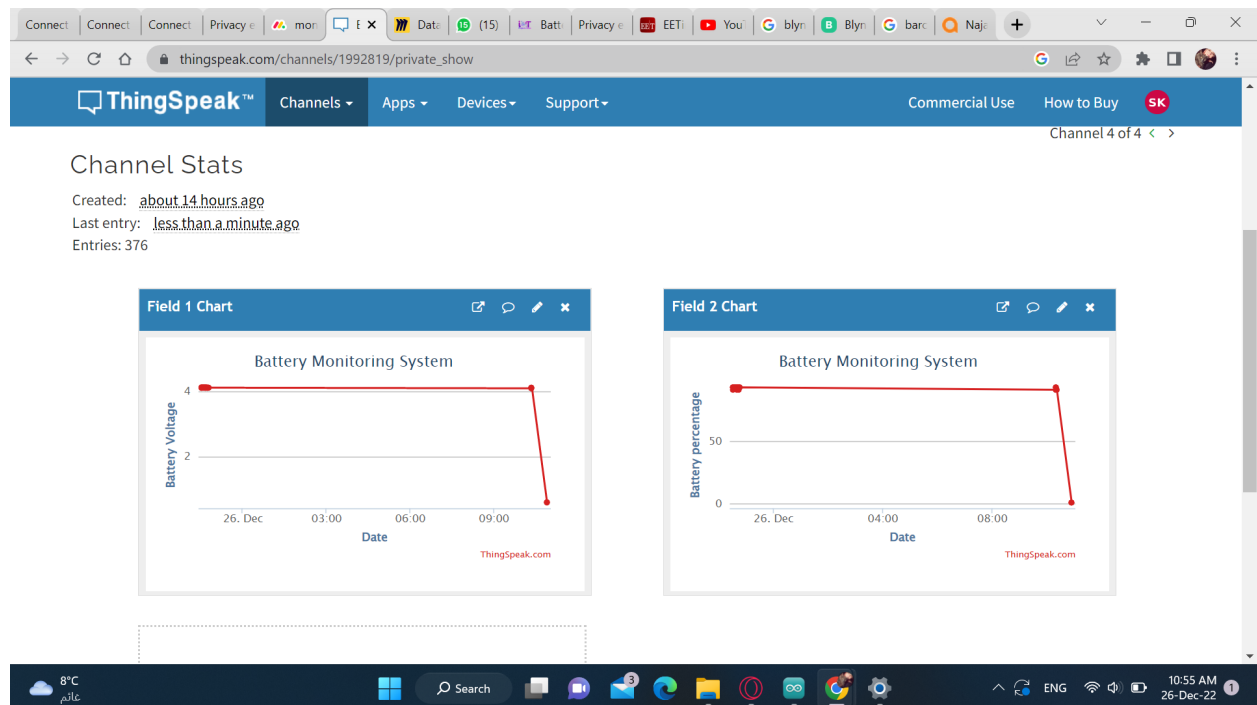 Connect Connect Connect Privacy e mon E Data (15) Batt Privacy e EETi You blyn Blyn barc Naja
thingspeak.com/channels/1992819/private_show
ThingSpeak™ Channels Apps Devices Support Commercial Use How to Buy SK
Channel 4 of 4
Channel Stats
Created: about 14 hours ago
Last entry: less than a minute ago
Entries: 376
Field 1 Chart
Battery Monitoring System
Battery Voltage
4
2
26. Dec 03:00 06:00 09:00
Date
ThingSpeak.com
Field 2 Chart
Battery Monitoring System
Battery percentage
50
0
26. Dec 04:00 08:00
Date
ThingSpeak.com
8°C
غائم
Search
3
ENG
10:55 AM
26-Dec-22
1